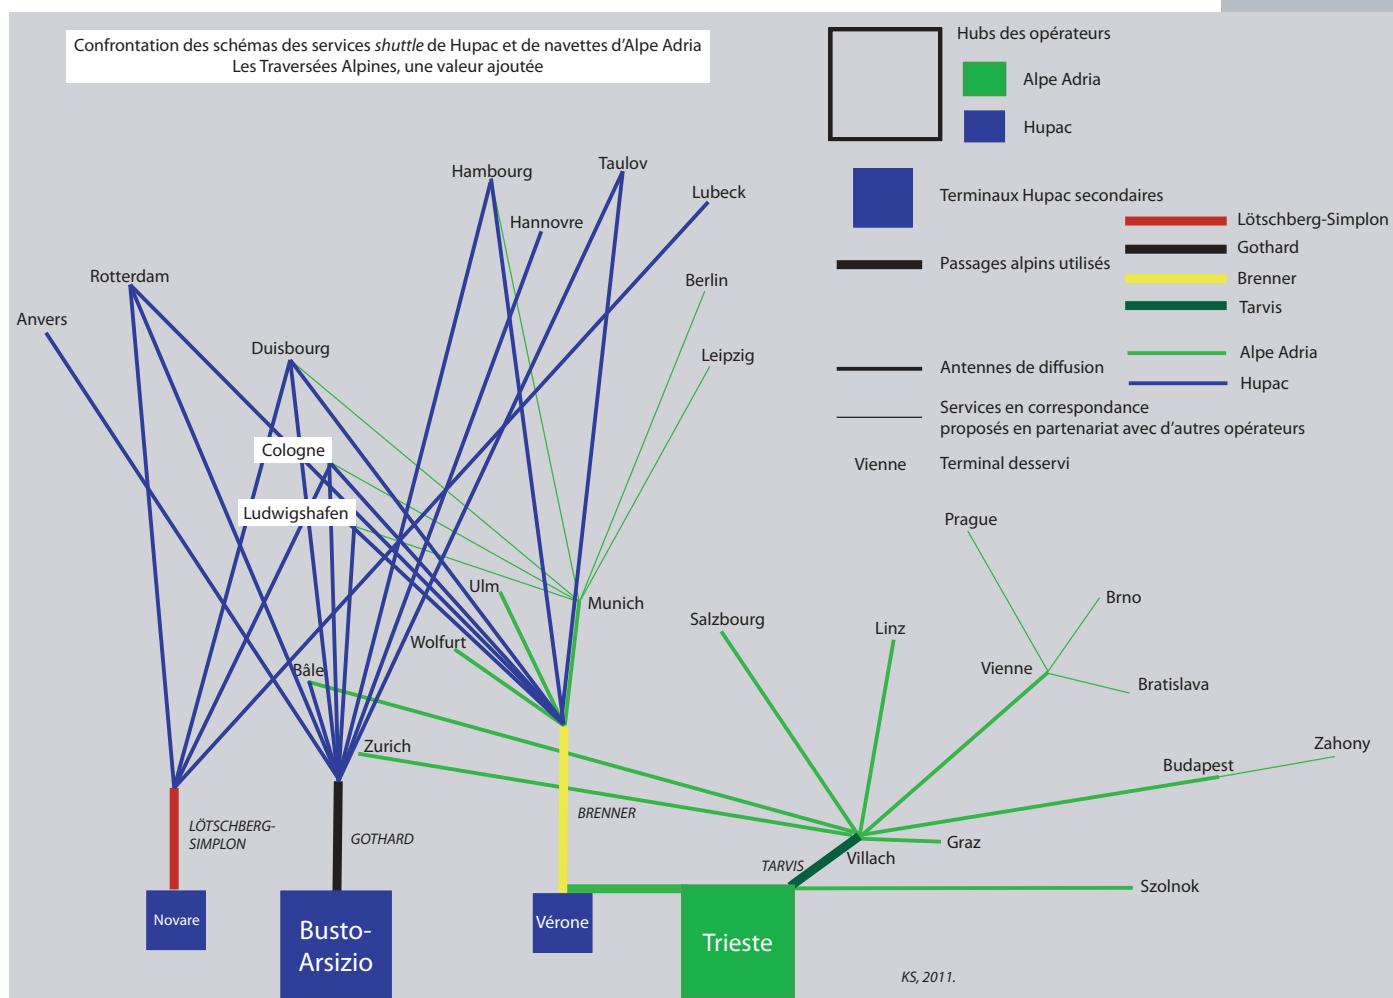 Confrontation des schémas des services shuttle de Hupac et de navettes d'Alpe Adria
Les Traversées Alpines, une valeur ajoutée
Hubs des opérateurs
Alpe Adria
Hupac
Terminaux Hupac secondaires
Lötschberg-Simplon
Gothard
Passages alpins utilisés
Brenner
Tarvis
Alpe Adria
Antennes de diffusion
Hupac
Services en correspondance
proposés en partenariat avec d'autres opérateurs
Vienne
Terminal desservi
Hambourg
Taulov
Lubeck
Hannovre
Rotterdam
Berlin
Anvers
Duisbourg
Leipzig
Cologne
Ludwigshafen
Prague
Ulm
Munich
Brno
Salzbourg
Linz
Wolfurt
Bâle
Vienne
Bratislava
Zurich
Zahony
Budapest
LÖTSCHBERG-
SIMPLON
GOTHARD
BRENNER
TARVIS
Villach
Graz
Szolnok
Novare
Busto-
Arsizio
Vérone
Trieste
KS, 2011.